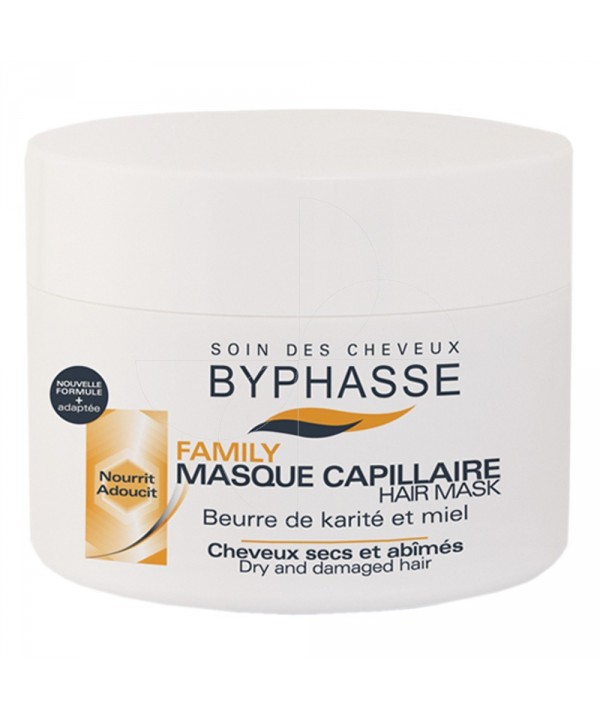 SOIN DES CHEVEUX
BYPHASSE
NOUVELLE
FORMULE
+
adaptée
Nourrit
Adoucit
FAMILY
MASQUE CAPILLAIRE
HAIR MASK
Beurre de karité et miel
Cheveux secs et abîmés
Dry and damaged hair